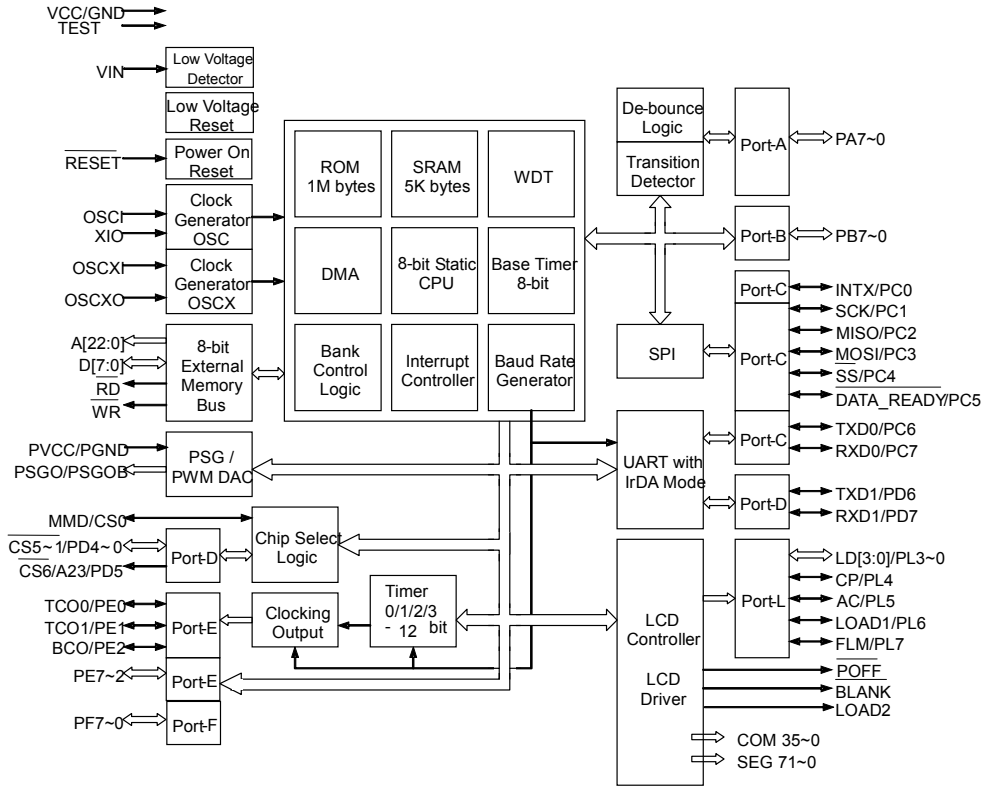 VCC/GND
TEST
VIN
Low Voltage
Detector
Low Voltage
Reset
RESET
Power On
Reset
OSCI
XIO
Clock
Generator
OSC
OSCXI
OSCXO
Clock
Generator
OSCX
A[22:0]
D[7:0]
RD
WR
8-bit
External
Memory
Bus
PVCC/PGND
PSGO/PSGOB
PSG /
PWM DAC
MMD/CS0
CS5~1/PD4~0
CS6/A23/PD5
Port-D
Chip Select
Logic
TCO0/PE0
TCO1/PE1
BCO/PE2
Port-E
Clocking
Output
Timer
0/1/2/3
- 12 bit
PE7~2
Port-E
PF7~0
Port-F
ROM
1M bytes
SRAM
5K bytes
WDT
DMA
8-bit Static
CPU
Base Timer
8-bit
Bank
Control
Logic
Interrupt
Controller
Baud Rate
Generator
De-bounce
Logic
Transition
Detector
Port-A
PA7~0
Port-B
PB7~0
SPI
Port-C
INTX/PC0
Port-C
SCK/PC1
MISO/PC2
MOSI/PC3
SS/PC4
DATA_READY/PC5
UART with
IrDA Mode
Port-C
TXD0/PC6
RXD0/PC7
Port-D
TXD1/PD6
RXD1/PD7
LCD
Controller
LCD
Driver
Port-L
LD[3:0]/PL3~0
CP/PL4
AC/PL5
LOAD1/PL6
FLM/PL7
POFF
BLANK
LOAD2
COM 35~0
SEG 71~0